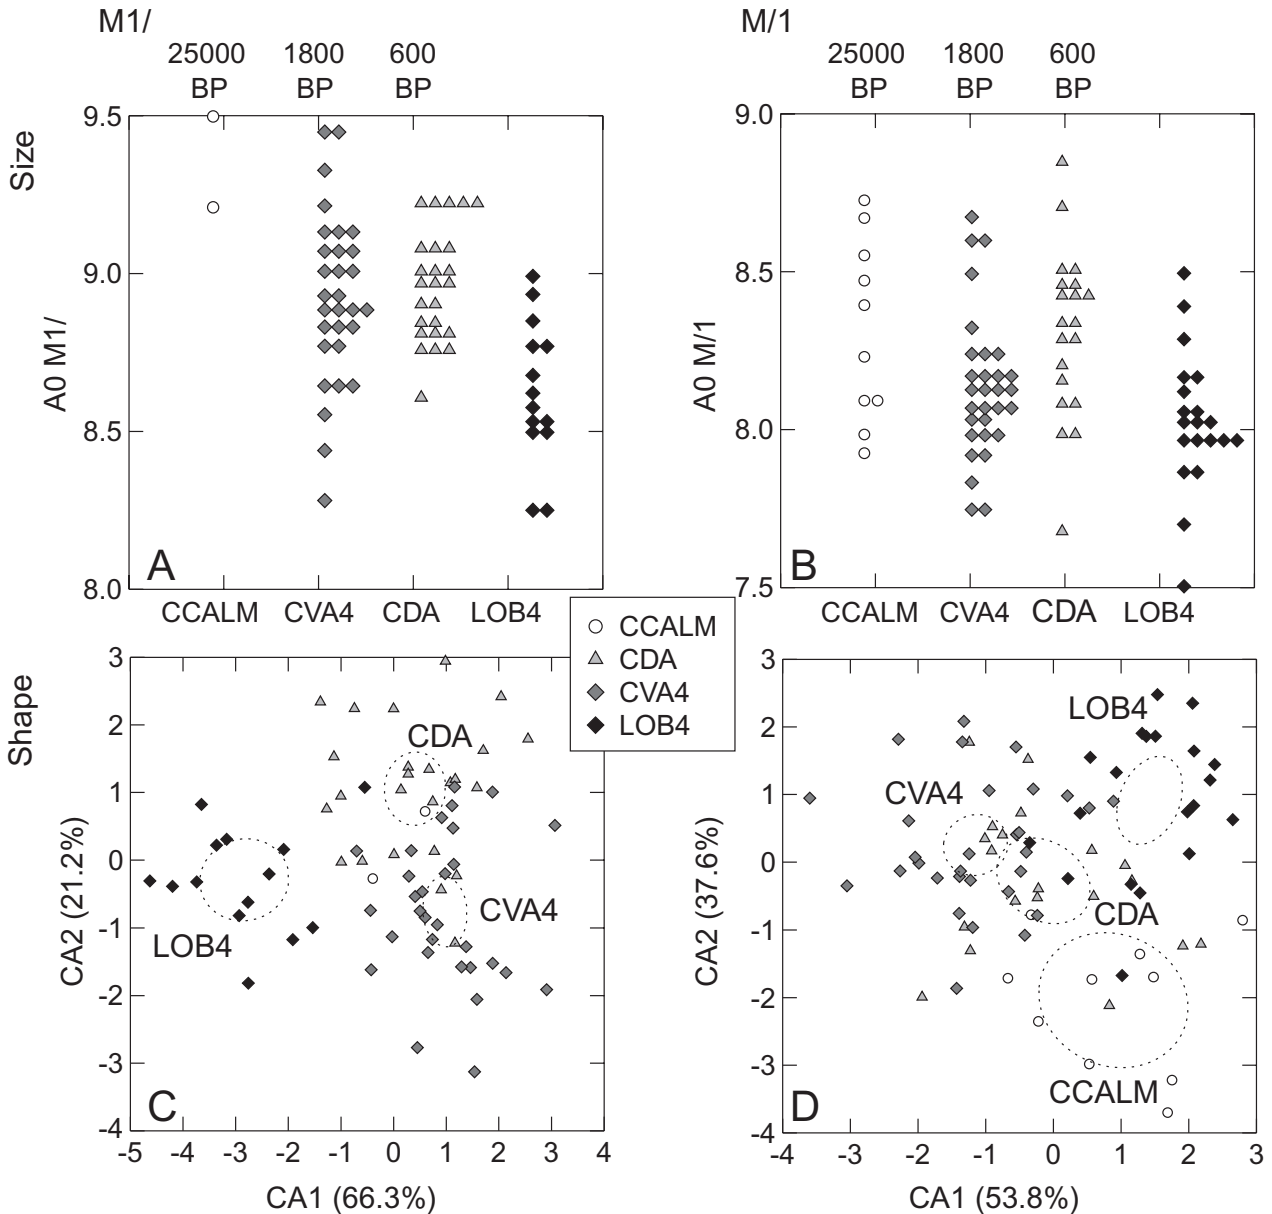 M1/
25000 1800 600
BP BP BP
M/1
25000 1800 600
BP BP BP
Size
A0 M1/
9.5
9.0
8.5
8.0
A
CCALM CVA4 CDA LOB4
A0 M/1
9.0
8.5
8.0
7.5
B
CCALM CVA4 CDA LOB4
CCALM
CDA
CVA4
LOB4
Shape
CA2 (21.2%)
3
2
1
0
-1
-2
-3
-4
CDA
CVA4
LOB4
C
-5 -4 -3 -2 -1 0 1 2 3 4
CA1 (66.3%)
CA2 (37.6%)
3
2
1
0
-1
-2
-3
-4
LOB4
CVA4
CDA
CCALM
D
-4 -3 -2 -1 0 1 2 3
CA1 (53.8%)